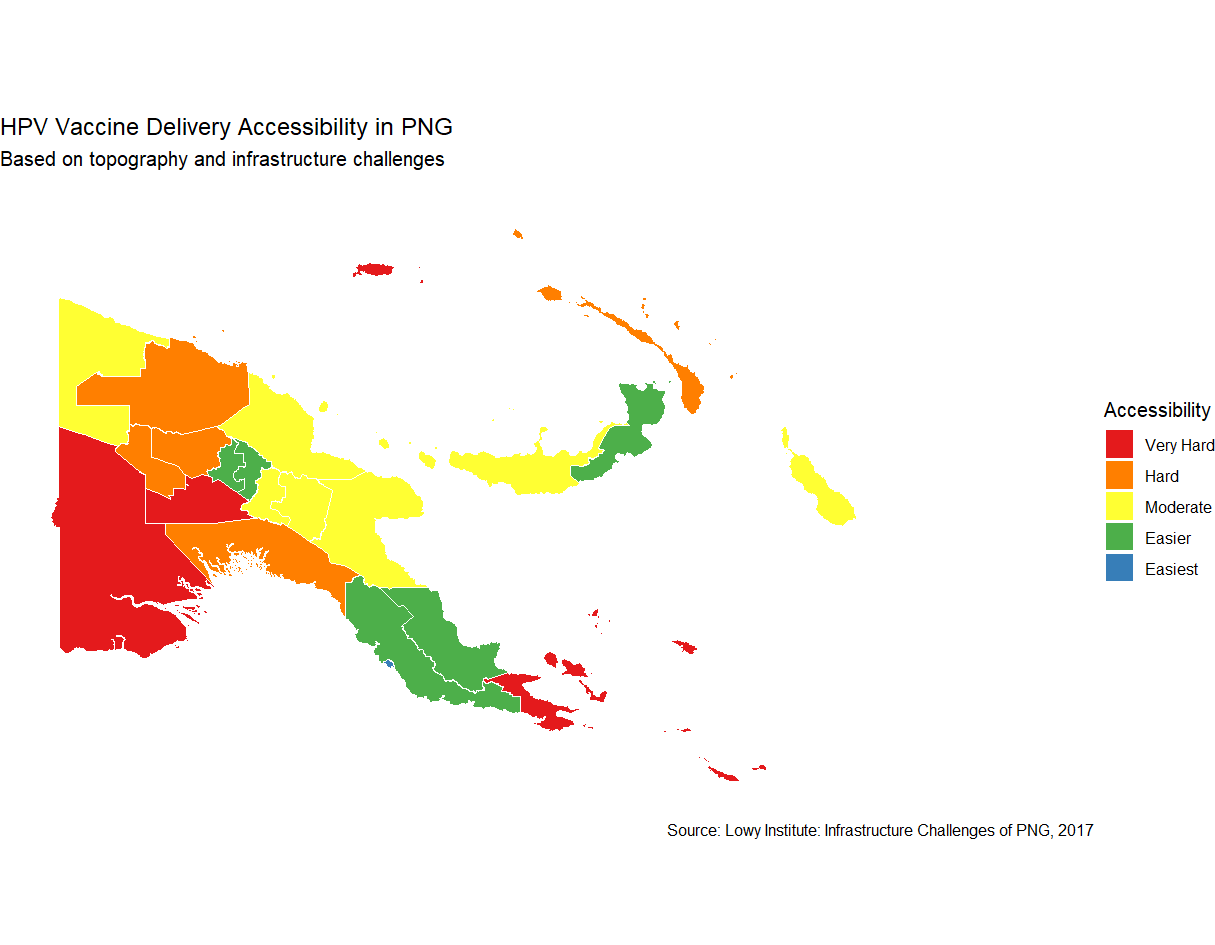 HPV Vaccine Delivery Accessibility in PNG
Based on topography and infrastructure challenges
Accessibility
Very Hard
Hard
Moderate
Easier
Easiest
Source: Lowy Institute: Infrastructure Challenges of PNG, 2017